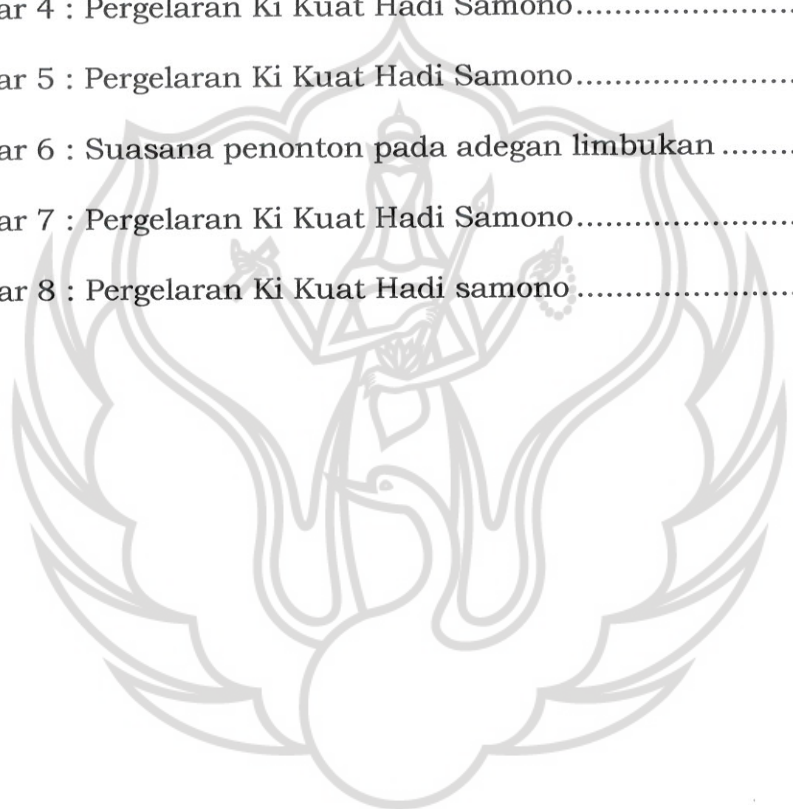 ar 4 : Pergelaran Ki Kuat Hadi Samono........................
ar 5 : Pergelaran Ki Kuat Hadi Samono........................
ar 6 : Suasana penonton pada adegan limbukan ........
ar 7 : Pergelaran Ki Kuat Hadi Samono........................
ar 8 : Pergelaran Ki Kuat Hadi samono ........................